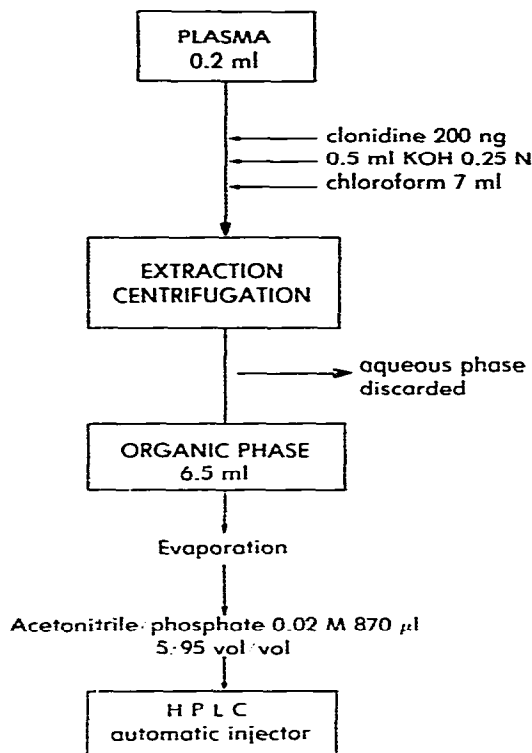 PLASMA
0.2 ml
clonidine 200 ng
0.5 ml KOH 0.25 N
chloroform 7 ml
EXTRACTION
CENTRIFUGATION
aqueous phase
discarded
ORGANIC PHASE
6.5 ml
Evaporation
Acetonitrile·phosphate 0.02 M 870 µl
5·95 vol·vol
H P L C
automatic injector